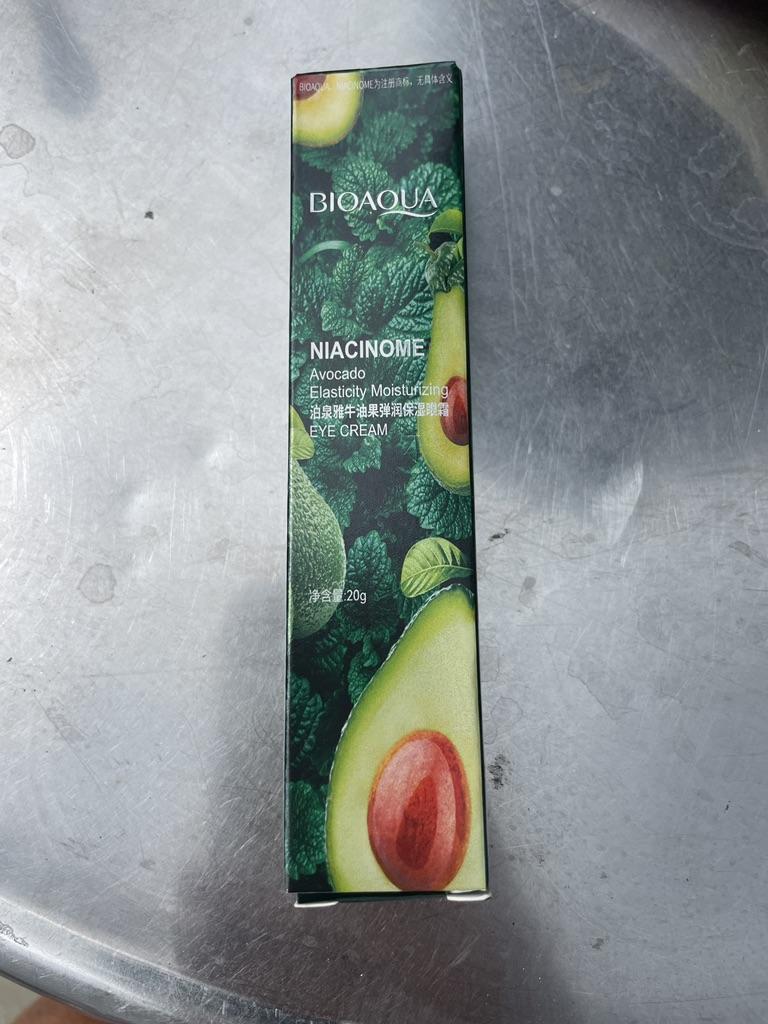 BIOAQUA、NIACINOME为注册商标，无具体含义
BIOAQUA
NIACINOME
Avocado
Elasticity Moisturizing
泊泉雅牛油果弹润保湿眼霜
EYE CREAM
净含量:20g